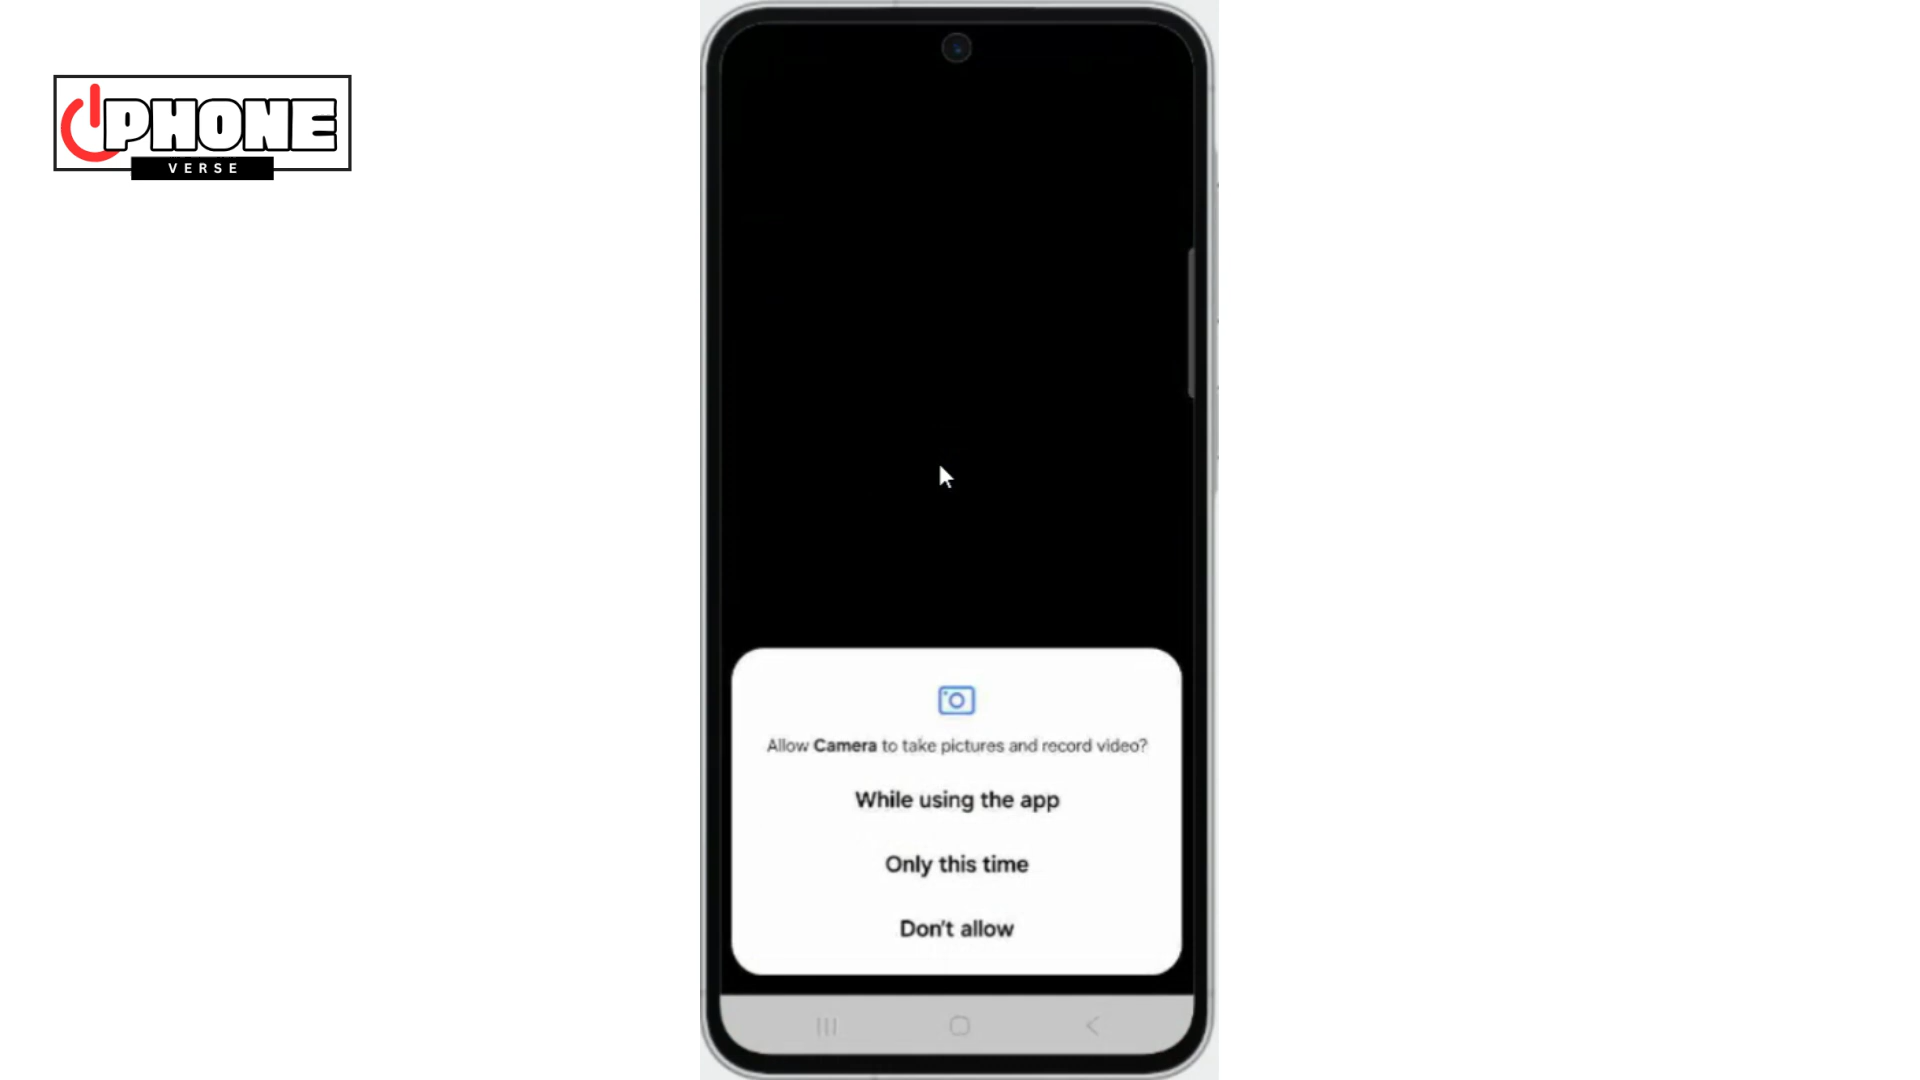 PHONE
VERSE
Allow Camera to take pictures and record video?
While using the app
Only this time
Don't allow